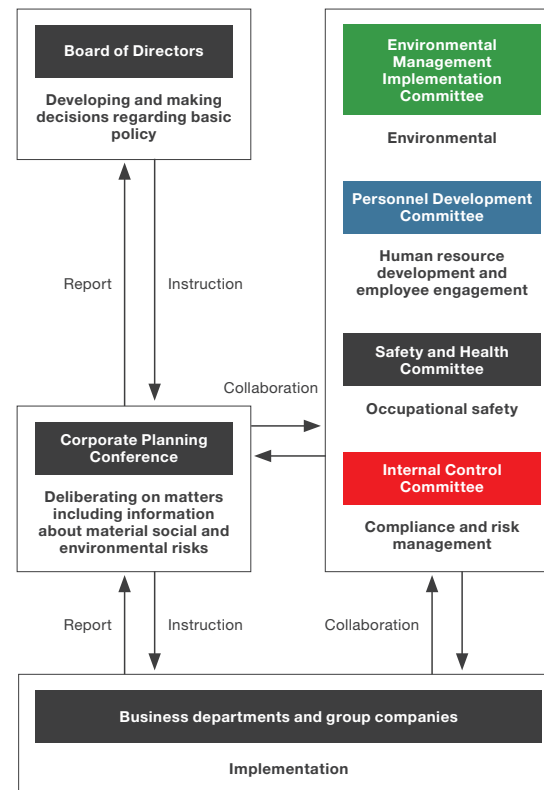 Board of Directors
Developing and making
decisions regarding basic
policy
Environmental
Management
Implementation
Committee
Environmental
Personnel Development
Committee
Human resource
development and
employee engagement
Report
Instruction
Safety and Health
Committee
Occupational safety
Collaboration
Corporate Planning
Conference
Deliberating on matters
including information
about material social and
environmental risks
Internal Control
Committee
Compliance and risk
management
Report
Instruction
Collaboration
Business departments and group companies
Implementation